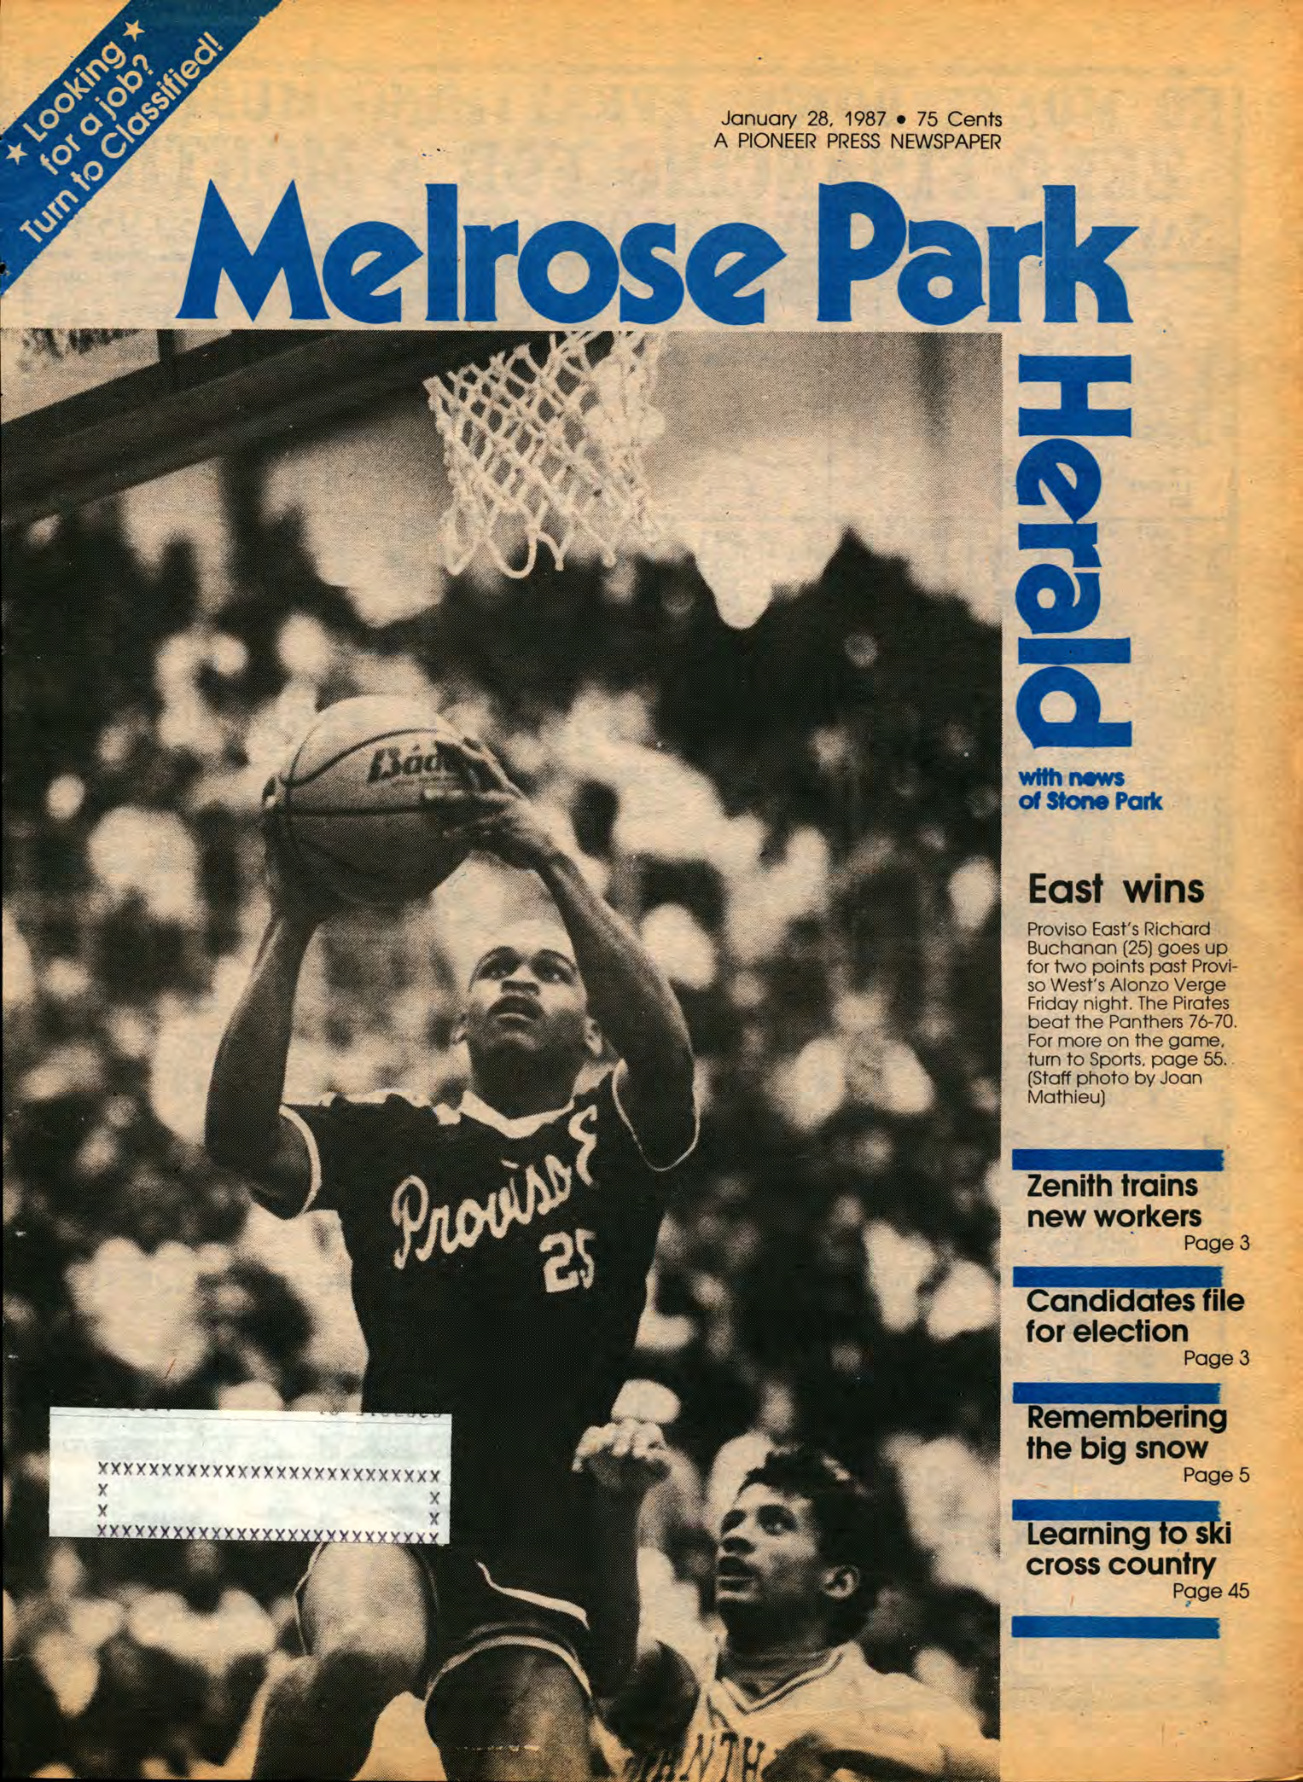 ★ Looking ★
for a job?
Turn to Classified!
January 28, 1987 • 75 Cents
A PIONEER PRESS NEWSPAPER
Melrose Park
Herald
with news
of Stone Park
East wins
Proviso East's Richard
Buchanan (25) goes up
for two points past Provi-
so West's Alonzo Verge
Friday night. The Pirates
beat the Panthers 76-70.
For more on the game,
turn to Sports, page 55.
(Staff photo by Joan
Mathieu)
Zenith trains
new workers
Page 3
Candidates file
for election
Page 3
Remembering
the big snow
Page 5
Learning to ski
cross country
Page 45
Proviso E
25
XXXXXXXXXXXXXXXXXXXXXXXXXXX
X X
X X
XXXXXXXXXXXXXXXXXXXXXXXXXXX